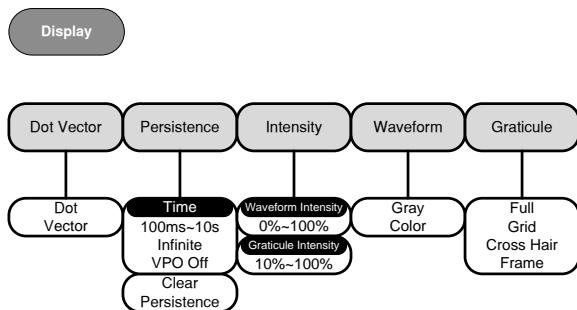 Display
Dot Vector
Persistence
Intensity
Waveform
Graticule
Dot
Vector
Time
100ms~10s
Infinite
VPO Off
Clear
Persistence
Waveform Intensity
0%~100%
Graticule Intensity
10%~100%
Gray
Color
Full
Grid
Cross Hair
Frame